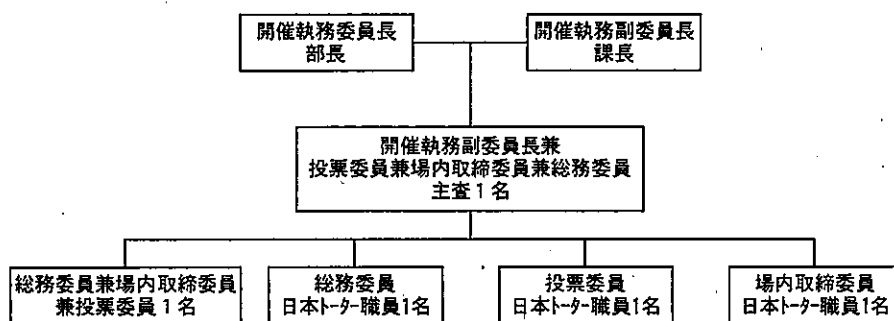 開催執務委員長
部長
開催執務副委員長
課長
開催執務副委員長兼
投票委員兼場内取締委員兼総務委員
主査1名
総務委員兼場内取締委員
兼投票委員1名
総務委員
日本トーター職員1名
投票委員
日本トーター職員1名
場内取締委員
日本トーター職員1名